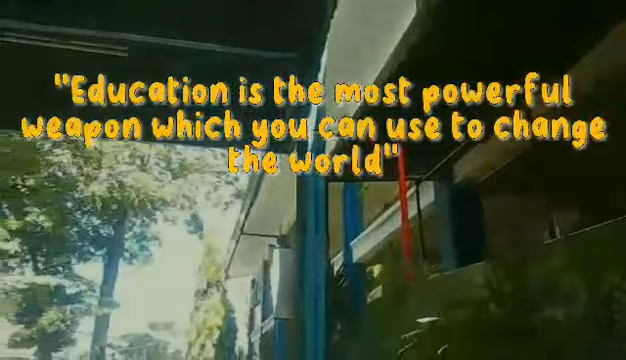 "Education is the most powerful
weapon which you can use to change
the world"